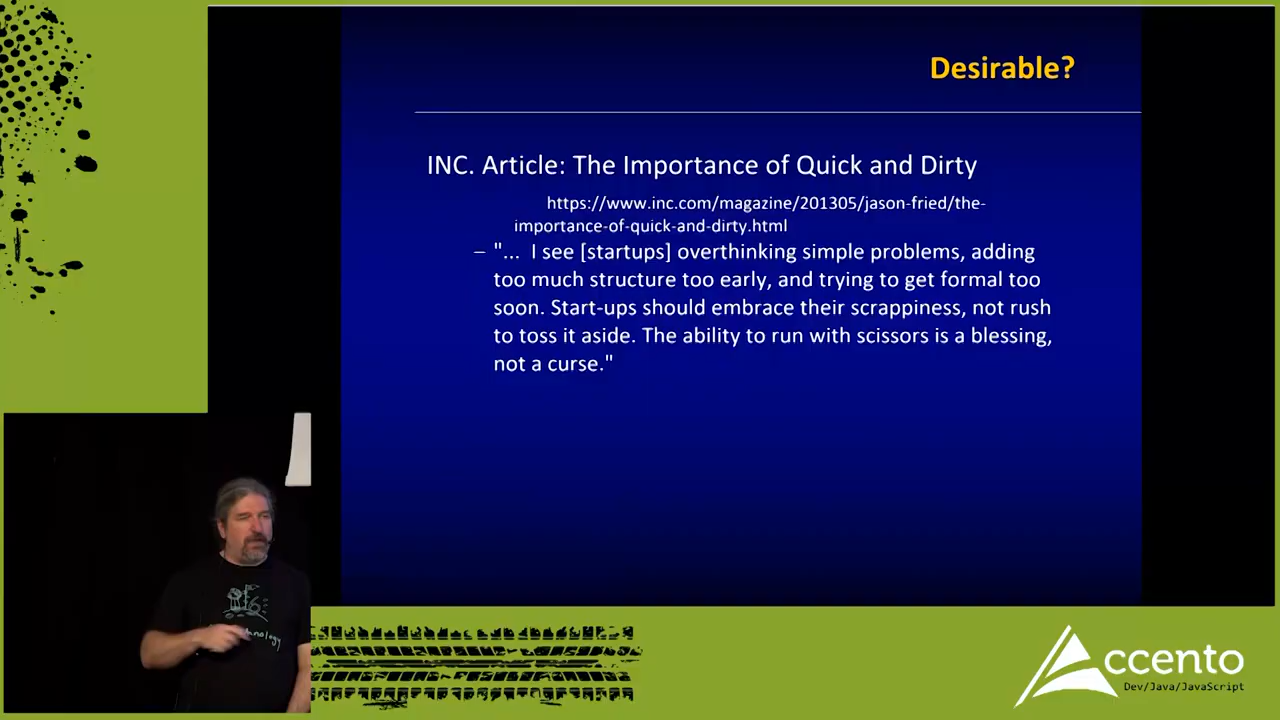 Desirable?
INC. Article: The Importance of Quick and Dirty
https://www.inc.com/magazine/201305/jason-fried/the-
importance-of-quick-and-dirty.html
– "... I see [startups] overthinking simple problems, adding
too much structure too early, and trying to get formal too
soon. Start-ups should embrace their scrappiness, not rush
to toss it aside. The ability to run with scissors is a blessing,
not a curse."
ccento
Dev/Java/JavaScript